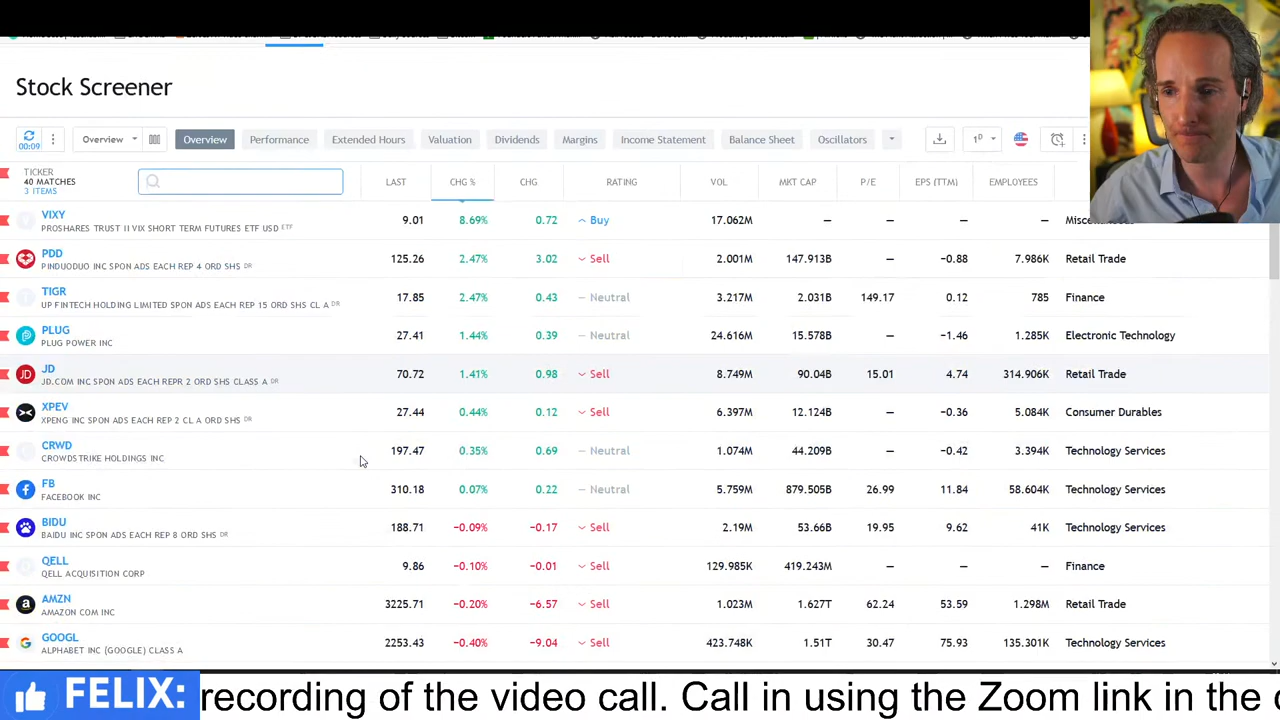 Stock Screener
00:09 Overview Overview Performance Extended Hours Valuation Dividends Margins Income Statement Balance Sheet Oscillators 1D
TICKER LAST CHG % CHG RATING VOL MKT CAP P/E EPS (TTM) EMPLOYEES
40 MATCHES
3 ITEMS
VIXY 9.01 8.69% 0.72 Buy 17.062M — — — —
PROSHARES TRUST II VIX SHORT TERM FUTURES ETF USD ETF
PDD 125.26 2.47% 3.02 Sell 2.001M 147.913B — −0.88 7.986K Retail Trade
PINDUODUO INC SPON ADS EACH REP 4 ORD SHS DR
TIGR 17.85 2.47% 0.43 — Neutral 3.217M 2.031B 149.17 0.12 785 Finance
UP FINTECH HOLDING LIMITED SPON ADS EACH REP 15 ORD SHS CL A DR
PLUG 27.41 1.44% 0.39 — Neutral 24.616M 15.578B — −1.46 1.285K Electronic Technology
PLUG POWER INC
JD JD 70.72 1.41% 0.98 Sell 8.749M 90.04B 15.01 4.74 314.906K Retail Trade
JD.COM INC SPON ADS EACH REPR 2 ORD SHS CLASS A DR
XPEV 27.44 0.44% 0.12 Sell 6.397M 12.124B — −0.36 5.084K Consumer Durables
XPENG INC SPON ADS EACH REP 2 CL A ORD SHS DR
CRWD 197.47 0.35% 0.69 — Neutral 1.074M 44.209B — −0.42 3.394K Technology Services
CROWDSTRIKE HOLDINGS INC
FB 310.18 0.07% 0.22 — Neutral 5.759M 879.505B 26.99 11.84 58.604K Technology Services
FACEBOOK INC
BIDU 188.71 −0.09% −0.17 Sell 2.19M 53.66B 19.95 9.62 41K Technology Services
BAIDU INC SPON ADS EACH REP 8 ORD SHS DR
QELL 9.86 −0.10% −0.01 Sell 129.985K 419.243M — — — Finance
QELL ACQUISITION CORP
AMZN 3225.71 −0.20% −6.57 Sell 1.023M 1.627T 62.24 53.59 1.298M Retail Trade
AMAZON COM INC
GOOGL 2253.43 −0.40% −9.04 Sell 423.748K 1.51T 30.47 75.93 135.301K Technology Services
ALPHABET INC (GOOGLE) CLASS A
FELIX: recording of the video call. Call in using the Zoom link in the